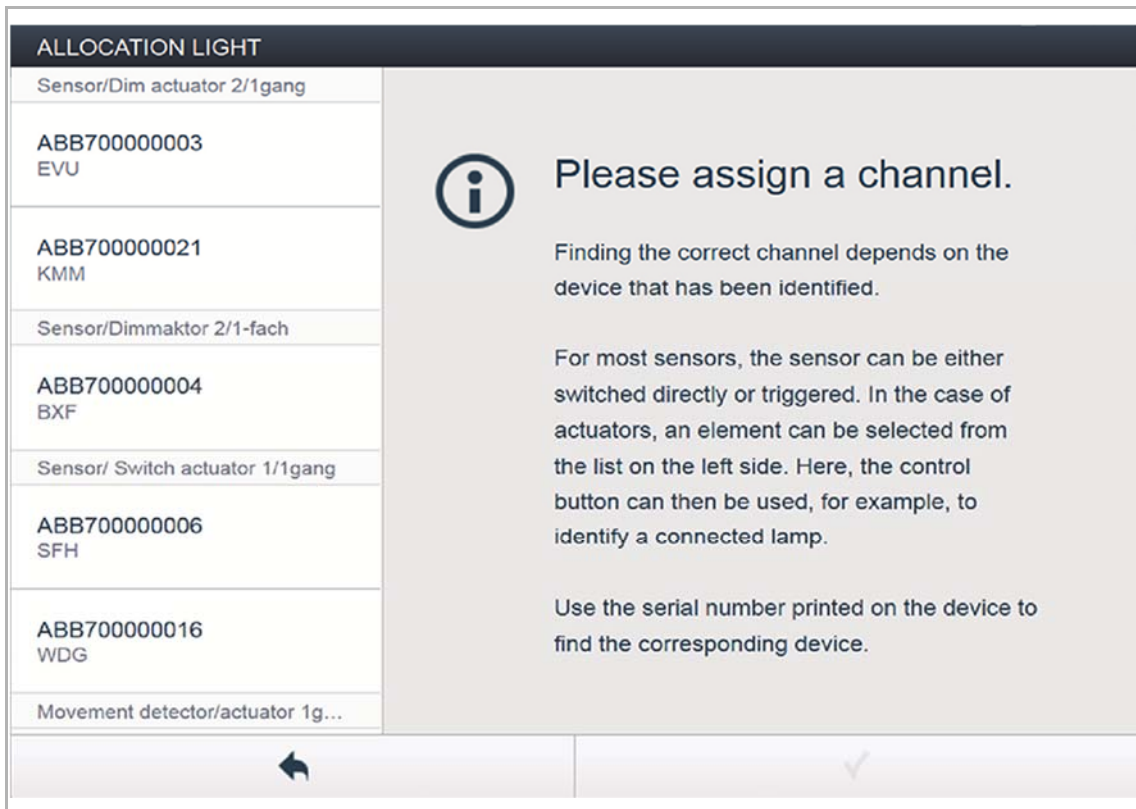 ALLOCATION LIGHT
Sensor/Dim actuator 2/1gang
ABB700000003
EVU
ABB700000021
KMM
Sensor/Dimmaktor 2/1-fach
ABB700000004
BXF
Sensor/ Switch actuator 1/1gang
ABB700000006
SFH
ABB700000016
WDG
Movement detector/actuator 1g...
Please assign a channel.
Finding the correct channel depends on the
device that has been identified.
For most sensors, the sensor can be either
switched directly or triggered. In the case of
actuators, an element can be selected from
the list on the left side. Here, the control
button can then be used, for example, to
identify a connected lamp.
Use the serial number printed on the device to
find the corresponding device.